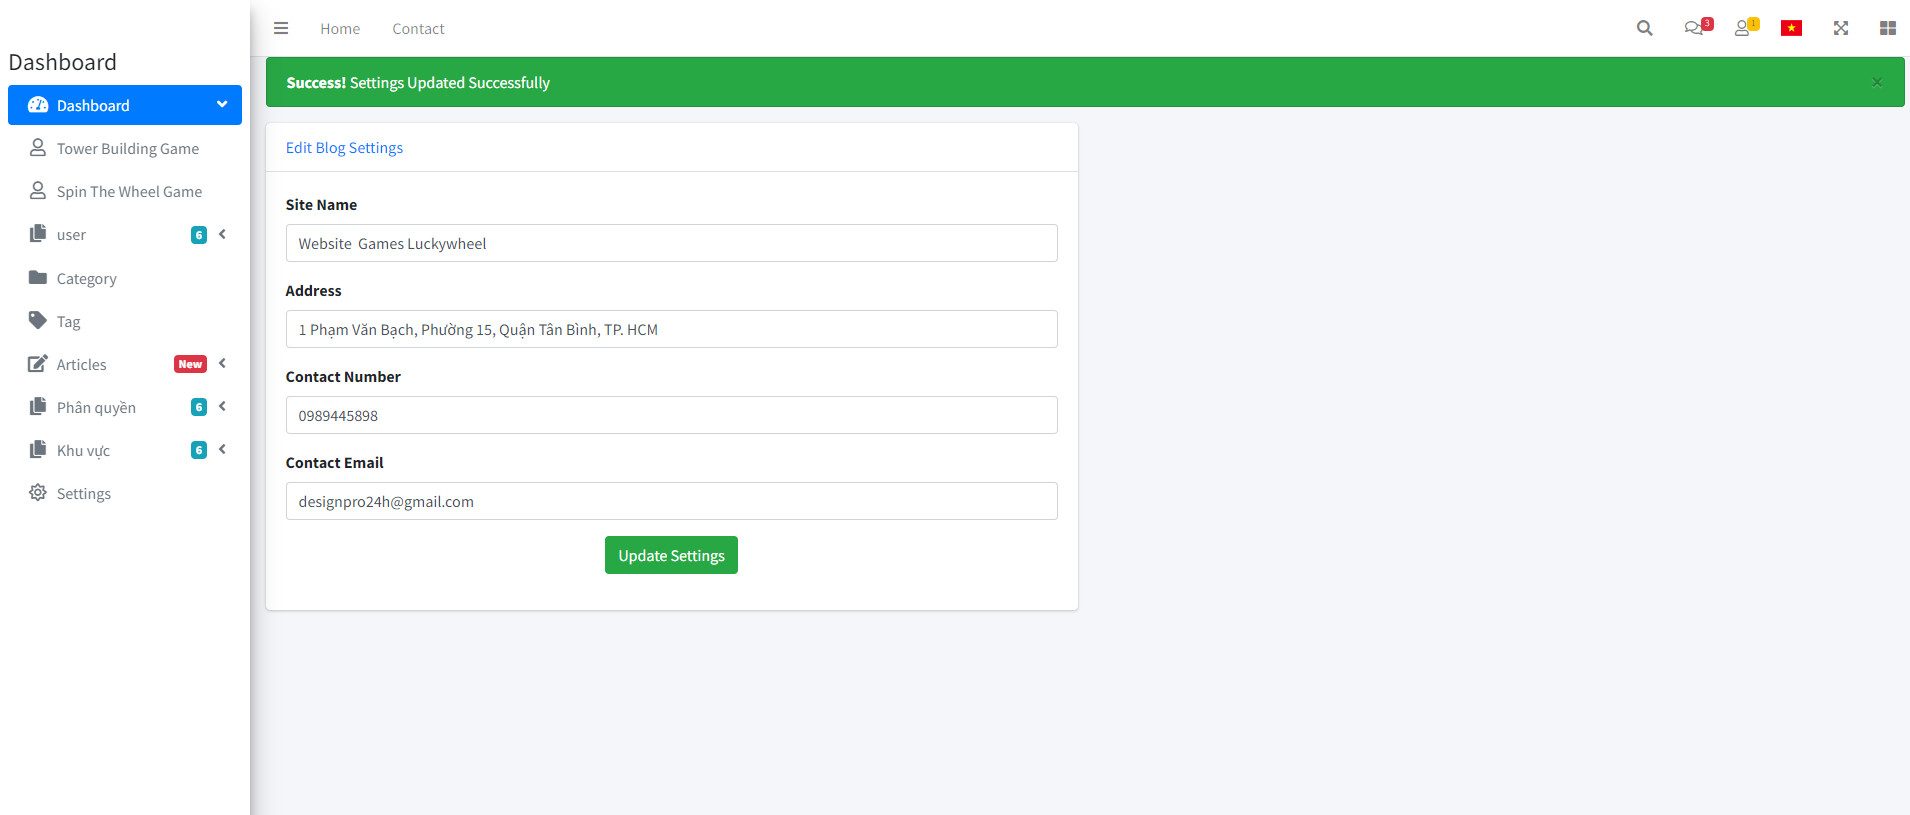 Home
Contact
3
1
Dashboard
Dashboard
Tower Building Game
Spin The Wheel Game
user 6
Category
Tag
Articles New
Phân quyền 6
Khu vực 6
Settings
Success! Settings Updated Successfully ×
Edit Blog Settings
Site Name
Website  Games Luckywheel
Address
1 Phạm Văn Bạch, Phường 15, Quận Tân Bình, TP. HCM
Contact Number
0989445898
Contact Email
designpro24h@gmail.com
Update Settings